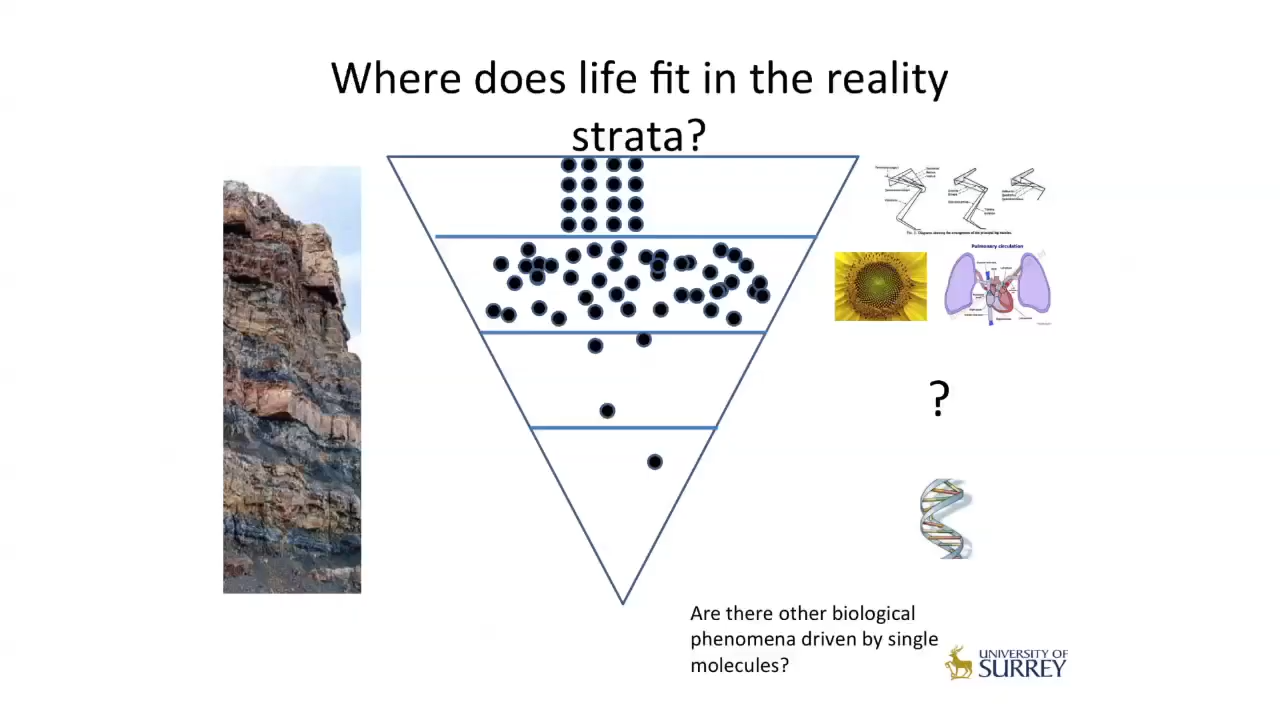 Where does life fit in the reality
strata?
Pulmonary circulation
?
Are there other biological
phenomena driven by single
molecules?
UNIVERSITY OF
SURREY